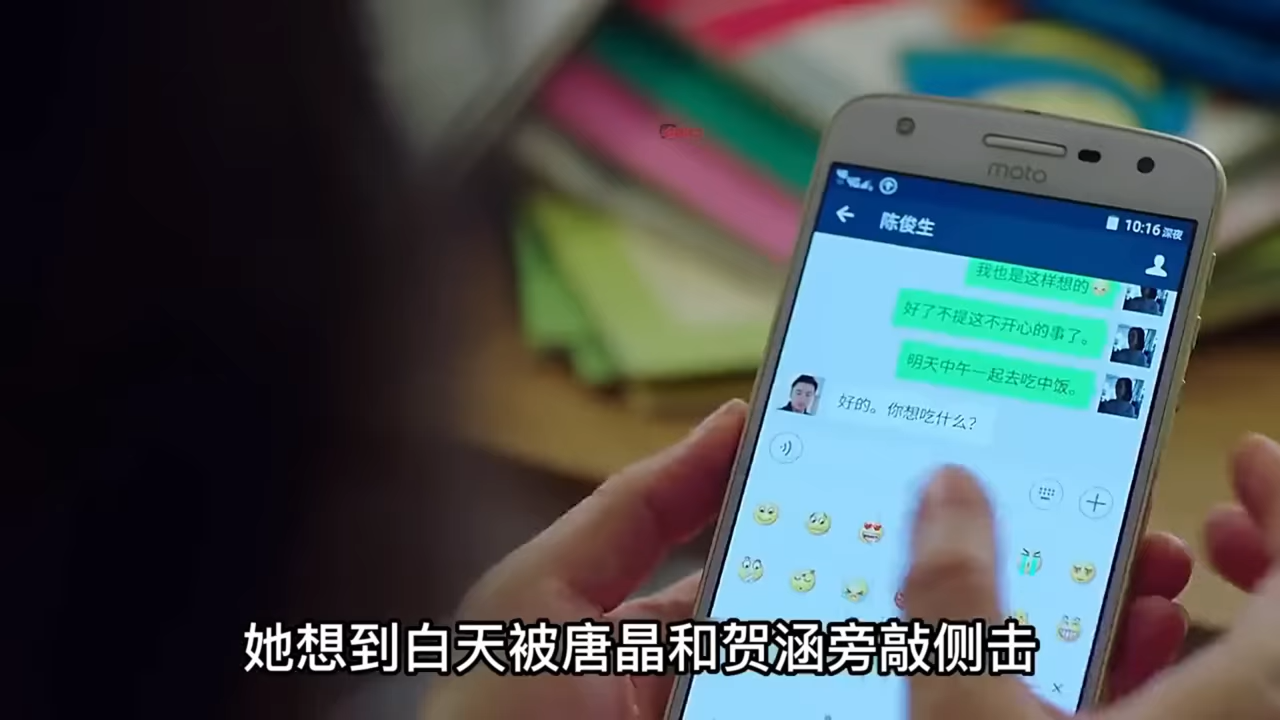 moto
10:16 深夜
陈俊生
我也是这样想的
好了不提这不开心的事了。
明天中午一起去吃中饭。
好的。你想吃什么?
她想到白天被唐晶和贺涵旁敲侧击